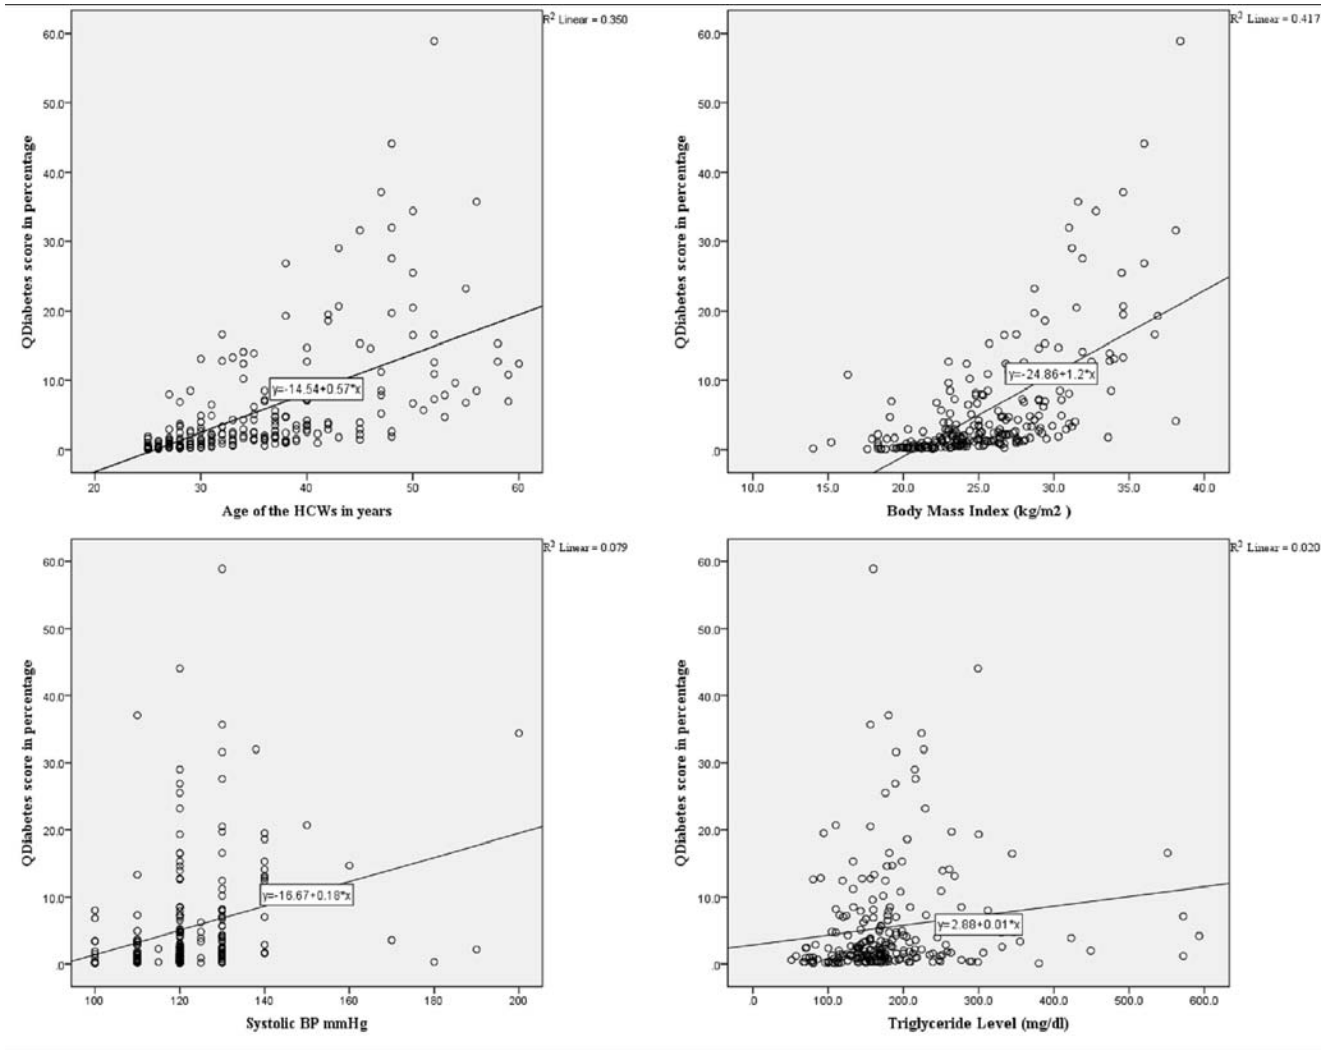 R2 Linear = 0.350
60.0
50.0
40.0
30.0
20.0
10.0
.0
QDiabetes score in percentage
y=-14.54+0.57*x
20 30 40 50 60
Age of the HCWs in years
R2 Linear = 0.417
60.0
50.0
40.0
30.0
20.0
10.0
.0
QDiabetes score in percentage
y=-24.86+1.2*x
10.0 15.0 20.0 25.0 30.0 35.0 40.0
Body Mass Index (kg/m2 )
R2 Linear = 0.079
60.0
50.0
40.0
30.0
20.0
10.0
.0
QDiabetes score in percentage
y=-16.67+0.18*x
100 120 140 160 180 200
Systolic BP mmHg
R2 Linear = 0.020
60.0
50.0
40.0
30.0
20.0
10.0
.0
QDiabetes score in percentage
y=2.88+0.01*x
.0 100.0 200.0 300.0 400.0 500.0 600.0
Triglyceride Level (mg/dl)